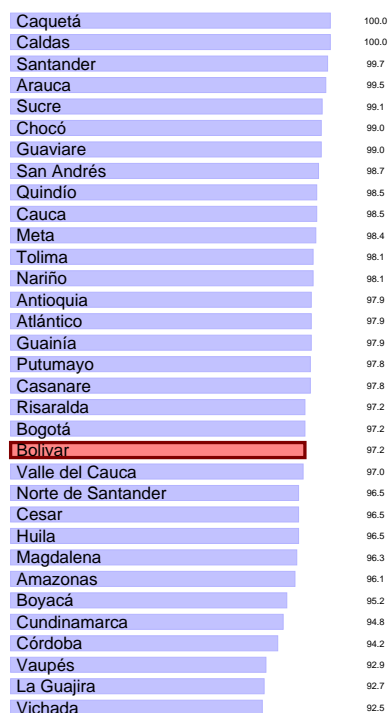 Caquetá 100.0
Caldas 100.0
Santander 99.7
Arauca 99.5
Sucre 99.1
Chocó 99.0
Guaviare 99.0
San Andrés 98.7
Quindío 98.5
Cauca 98.5
Meta 98.4
Tolima 98.1
Nariño 98.1
Antioquia 97.9
Atlántico 97.9
Guainía 97.9
Putumayo 97.8
Casanare 97.8
Risaralda 97.2
Bogotá 97.2
Bolívar 97.2
Valle del Cauca 97.0
Norte de Santander 96.5
Cesar 96.5
Huila 96.5
Magdalena 96.3
Amazonas 96.1
Boyacá 95.2
Cundinamarca 94.8
Córdoba 94.2
Vaupés 92.9
La Guajira 92.7
Vichada 92.5